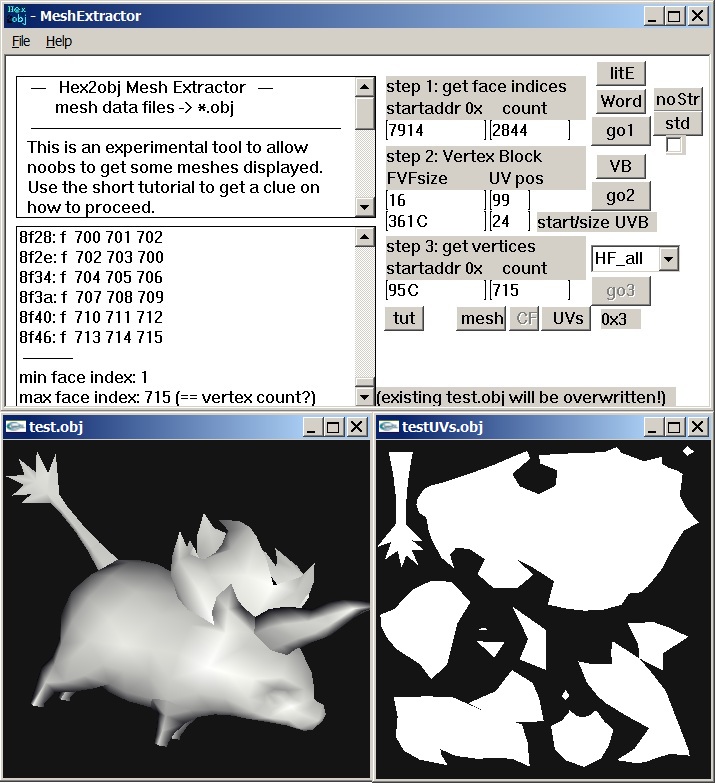 Hex
obj - MeshExtractor
File Help
— Hex2obj Mesh Extractor —
mesh data files -> *.obj
This is an experimental tool to allow
noobs to get some meshes displayed.
Use the short tutorial to get a clue on
how to proceed.
8f28: f 700 701 702
8f2e: f 702 703 700
8f34: f 704 705 706
8f3a: f 707 708 709
8f40: f 710 711 712
8f46: f 713 714 715
min face index: 1
max face index: 715 (== vertex count?)
step 1: get face indices
startaddr 0x count
7914 2844
litE
Word noStr
go1 std
step 2: Vertex Block
FVFsize UV pos
16 99
361C 24 start/size UVB
VB
go2
step 3: get vertices
startaddr 0x count
95C 715
HF_all
go3
tut mesh CF UVs 0x3
(existing test.obj will be overwritten!)
test.obj
testUVs.obj